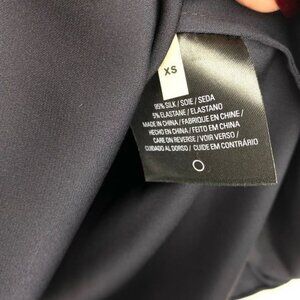 XS
95% SILK / SOIE / SEDA
5% ELASTANE / ELASTANO
MADE IN CHINA / FABRIQUE EN CHINE /
HECHO EN CHINA / FEITO EM CHINA
CARE ON REVERSE / VOIR VERSO /
CUIDADO AL DORSO / CUIDE EM CONTRÁRIO